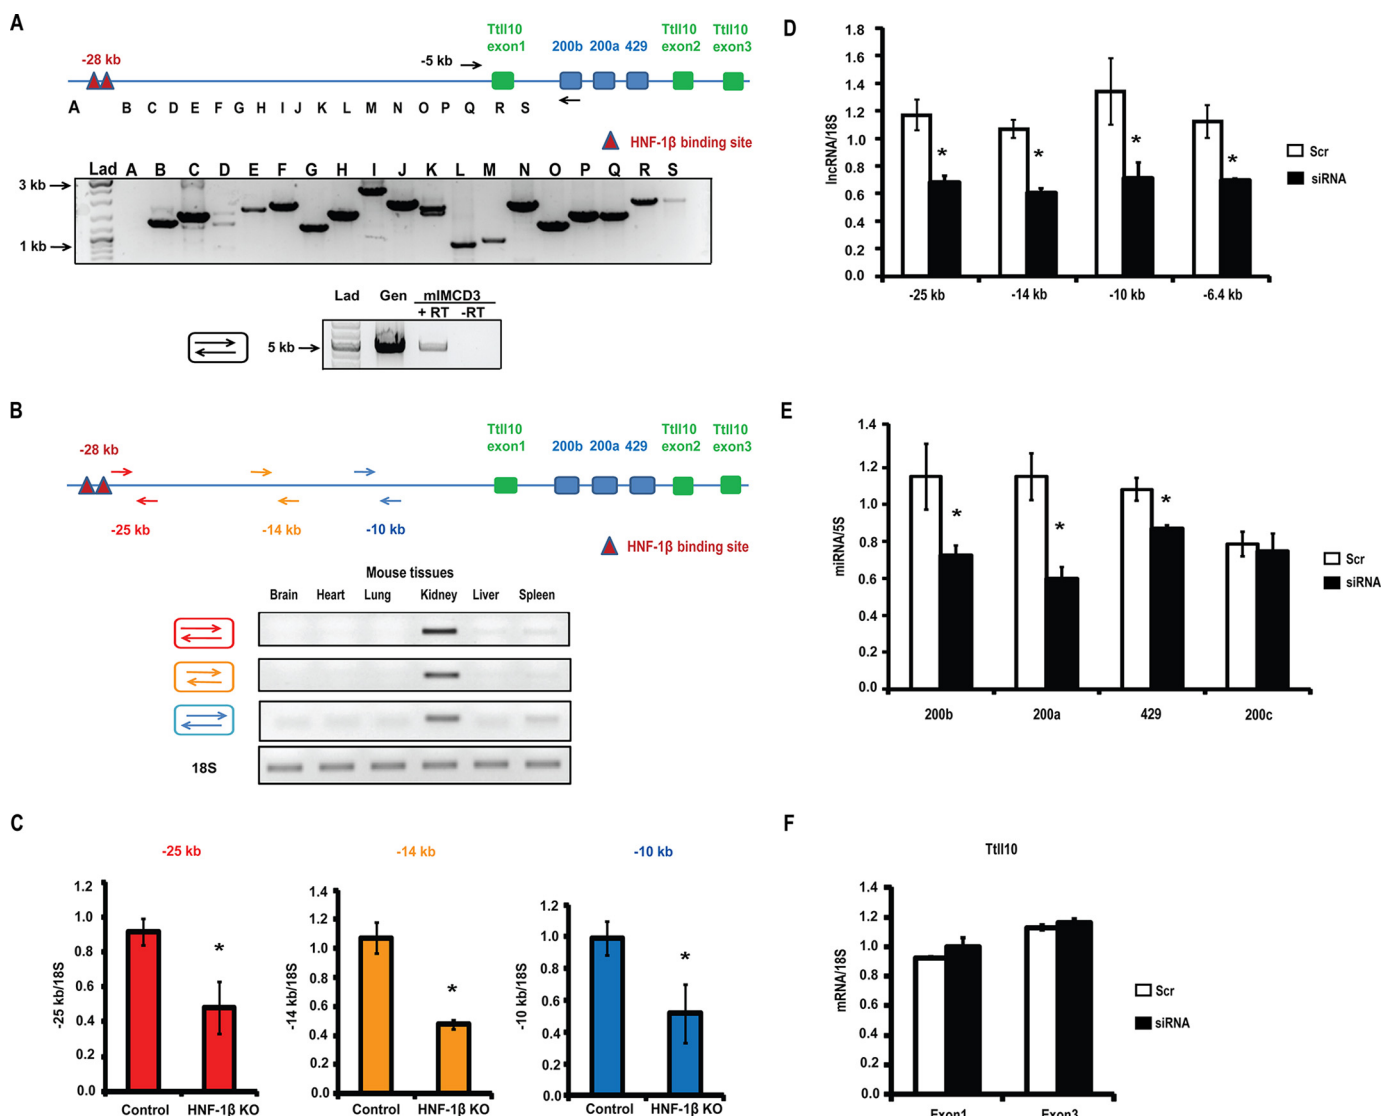 A
Ttll10 exon1
Ttll10 exon2
Ttll10 exon3
-28 kb
-5 kb
200b 200a 429
A B C D E F G H I J K L M N O P Q R S
HNF-1β binding site
Lad A B C D E F G H I J K L M N O P Q R S
3 kb
1 kb
Lad Gen mIMCD3
+ RT -RT
5 kb
B
Ttll10 exon1
Ttll10 exon2
Ttll10 exon3
-28 kb
200b 200a 429
-25 kb -14 kb -10 kb
HNF-1β binding site
Mouse tissues
Brain Heart Lung Kidney Liver Spleen
18S
C
-25 kb
-25 kb/18S
1.2
1.0
0.8
0.6
0.4
0.2
0.0
*
Control HNF-1β KO
-14 kb
-14 kb/18S
1.4
1.2
1.0
0.8
0.6
0.4
0.2
0.0
*
Control HNF-1β KO
-10 kb
-10 kb/18S
1.2
1.0
0.8
0.6
0.4
0.2
0.0
*
Control HNF-1β KO
D
lncRNA/18S
1.8
1.6
1.4
1.2
1.0
0.8
0.6
0.4
0.2
0.0
* * * *
-25 kb -14 kb -10 kb -6.4 kb
Scr
siRNA
E
miRNA/5S
1.4
1.2
1.0
0.8
0.6
0.4
0.2
0.0
* * *
200b 200a 429 200c
Scr
siRNA
F
Ttll10
mRNA/18S
1.4
1.2
1.0
0.8
0.6
0.4
0.2
0.0
Exon1 Exon3
Scr
siRNA